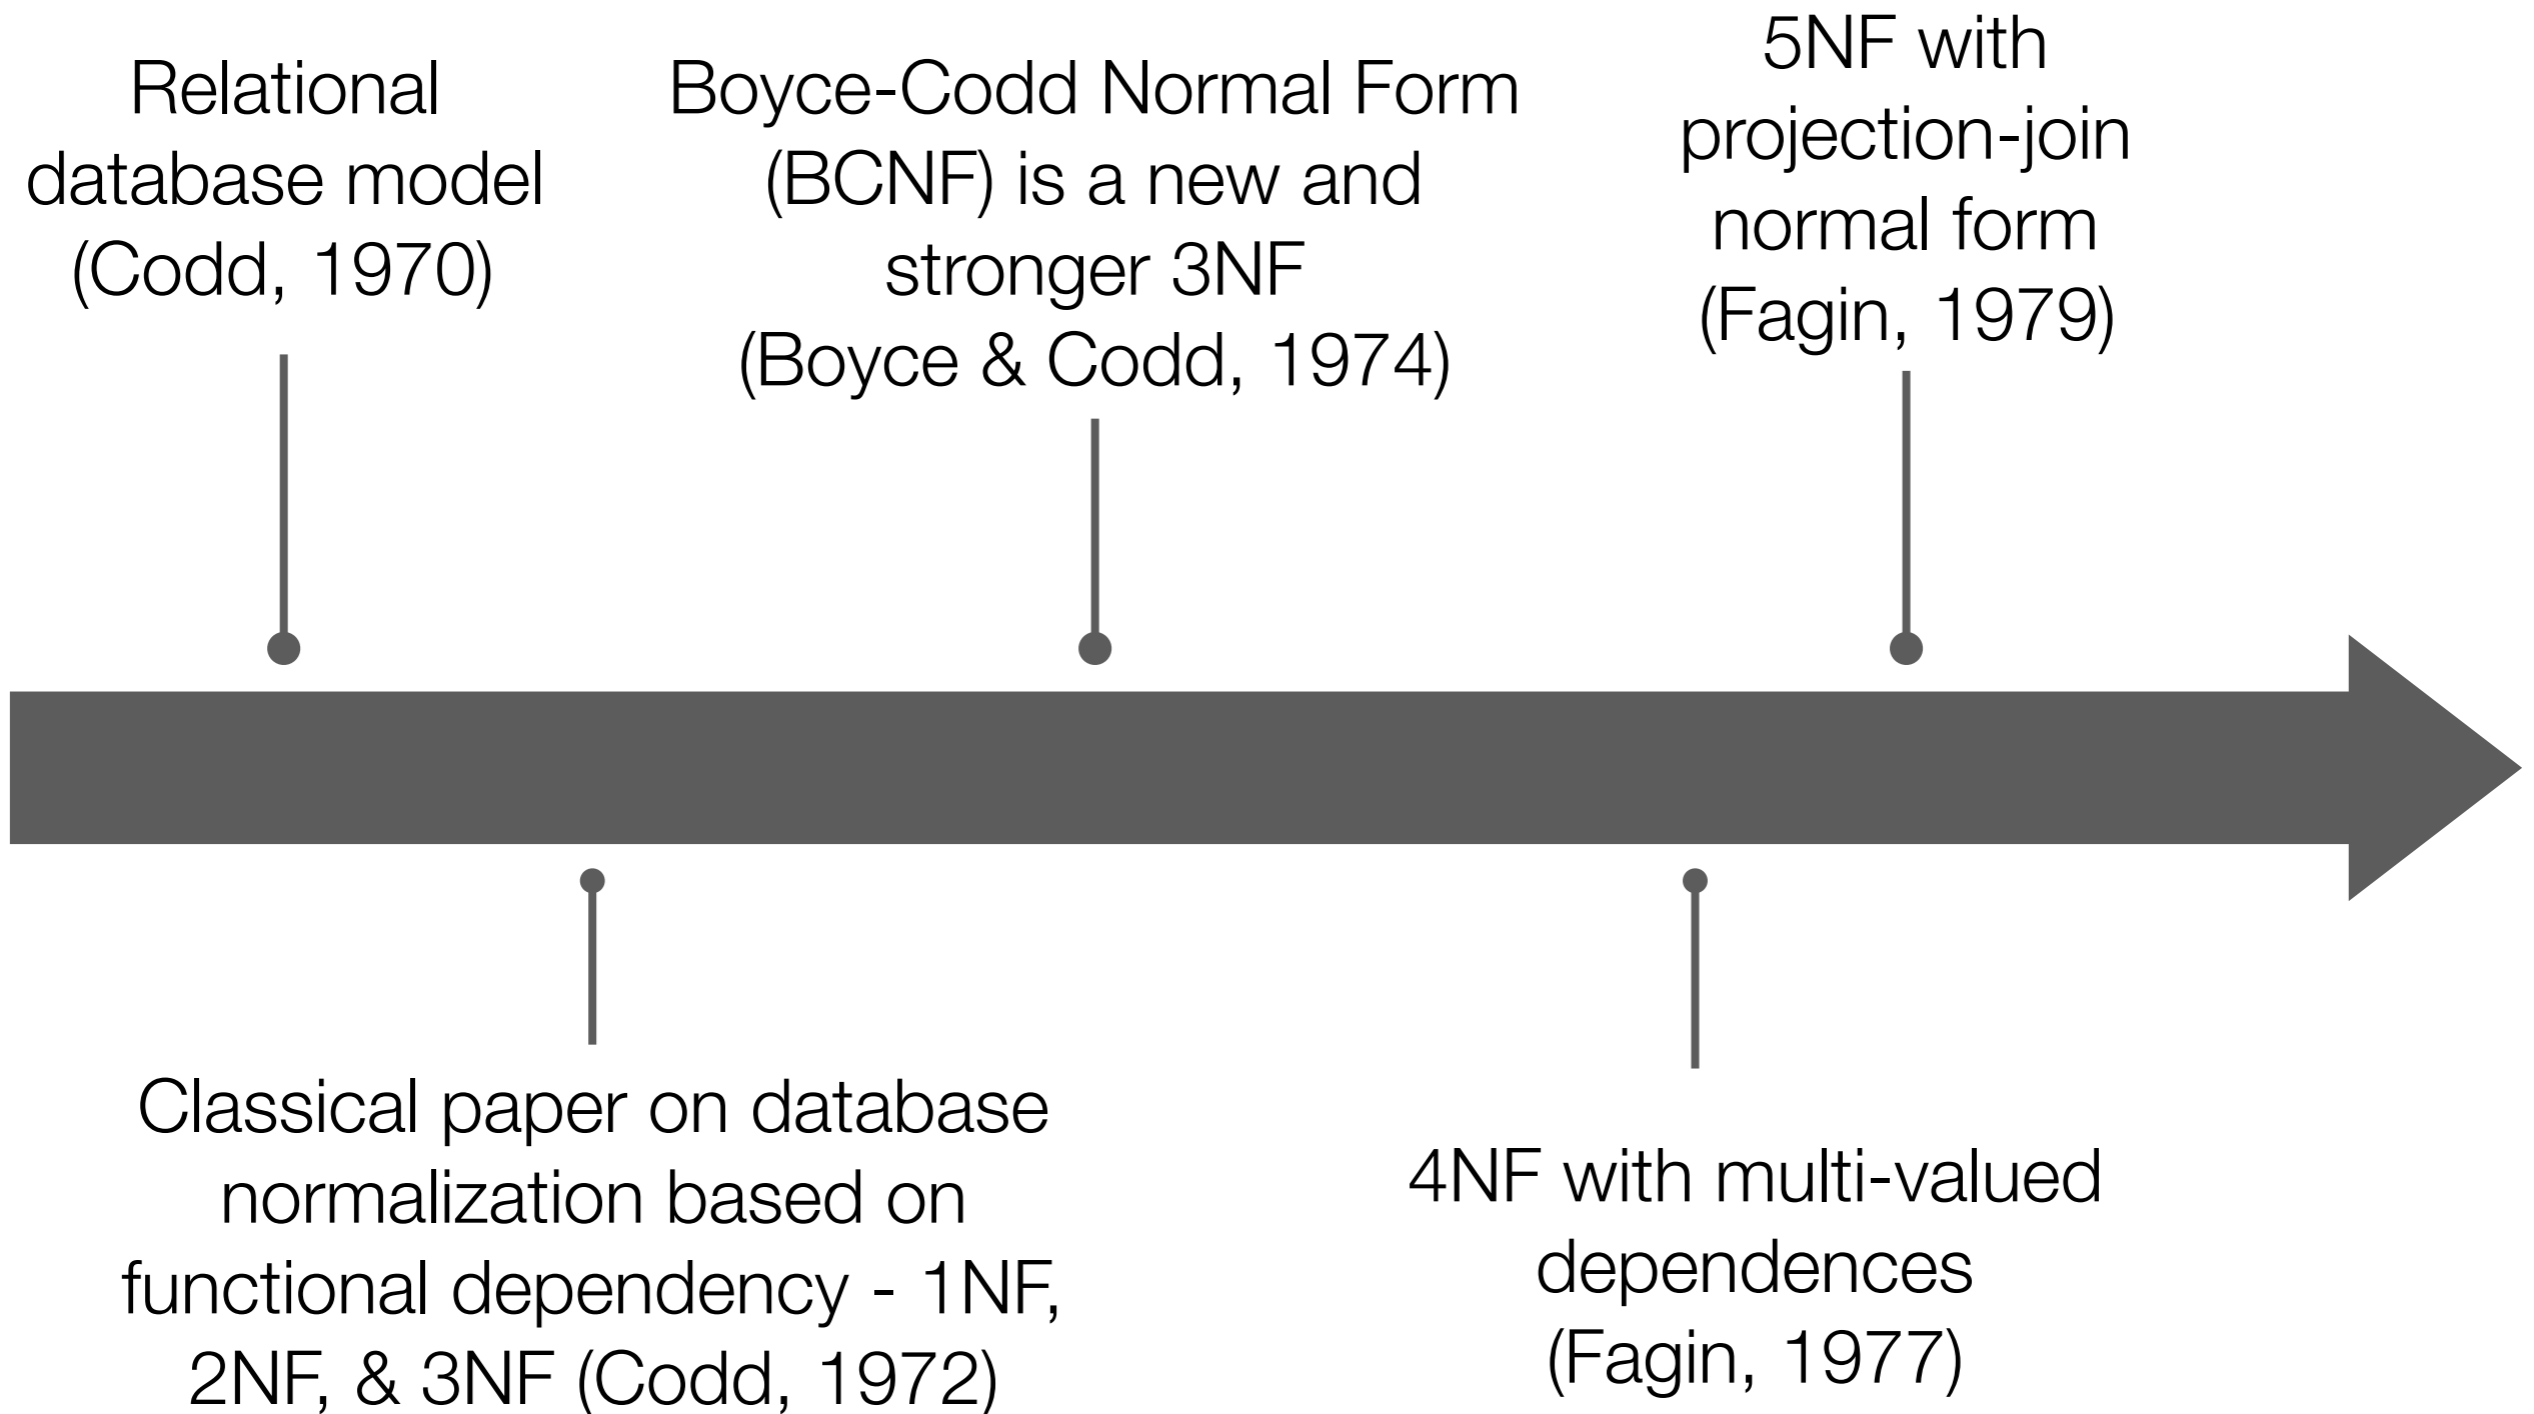 Relational
database model
(Codd, 1970)
Boyce-Codd Normal Form
(BCNF) is a new and
stronger 3NF
(Boyce & Codd, 1974)
5NF with
projection-join
normal form
(Fagin, 1979)
Classical paper on database
normalization based on
functional dependency - 1NF,
2NF, & 3NF (Codd, 1972)
4NF with multi-valued
dependences
(Fagin, 1977)